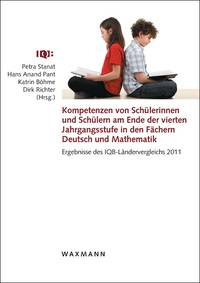 IQB
Petra Stanat
Hans Anand Pant
Katrin Böhme
Dirk Richter
(Hrsg.)
Kompetenzen von Schülerinnen
und Schülern am Ende der vierten
Jahrgangsstufe in den Fächern
Deutsch und Mathematik
Ergebnisse des IQB-Ländervergleichs 2011
WAXMANN